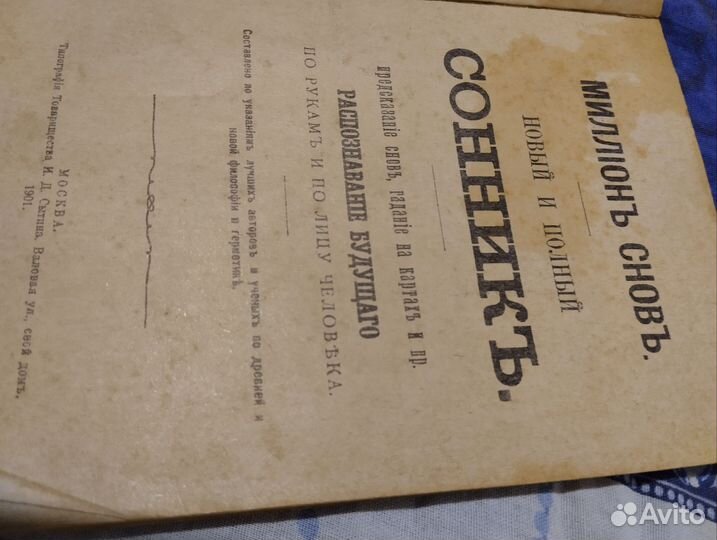 МИЛЛІОНЪ СНОВЪ.
НОВЫЙ И ПОЛНЫЙ
СОННИКЪ.
предсказаніе сновъ, гаданіе на картахъ и пр.
РАСПОЗНАВАНІЕ БУДУЩАГО
ПО РУКАМЪ И ПО ЛИЦУ ЧЕЛОВѢКА.
Составлено по указаніямъ лучшихъ авторовъ и ученыхъ по древней и
новой философіи и герметикѣ.
МОСКВА.
Типографія Товарищества И. Д. Сытина, Валовая ул., свой домъ.
1901.
Avito